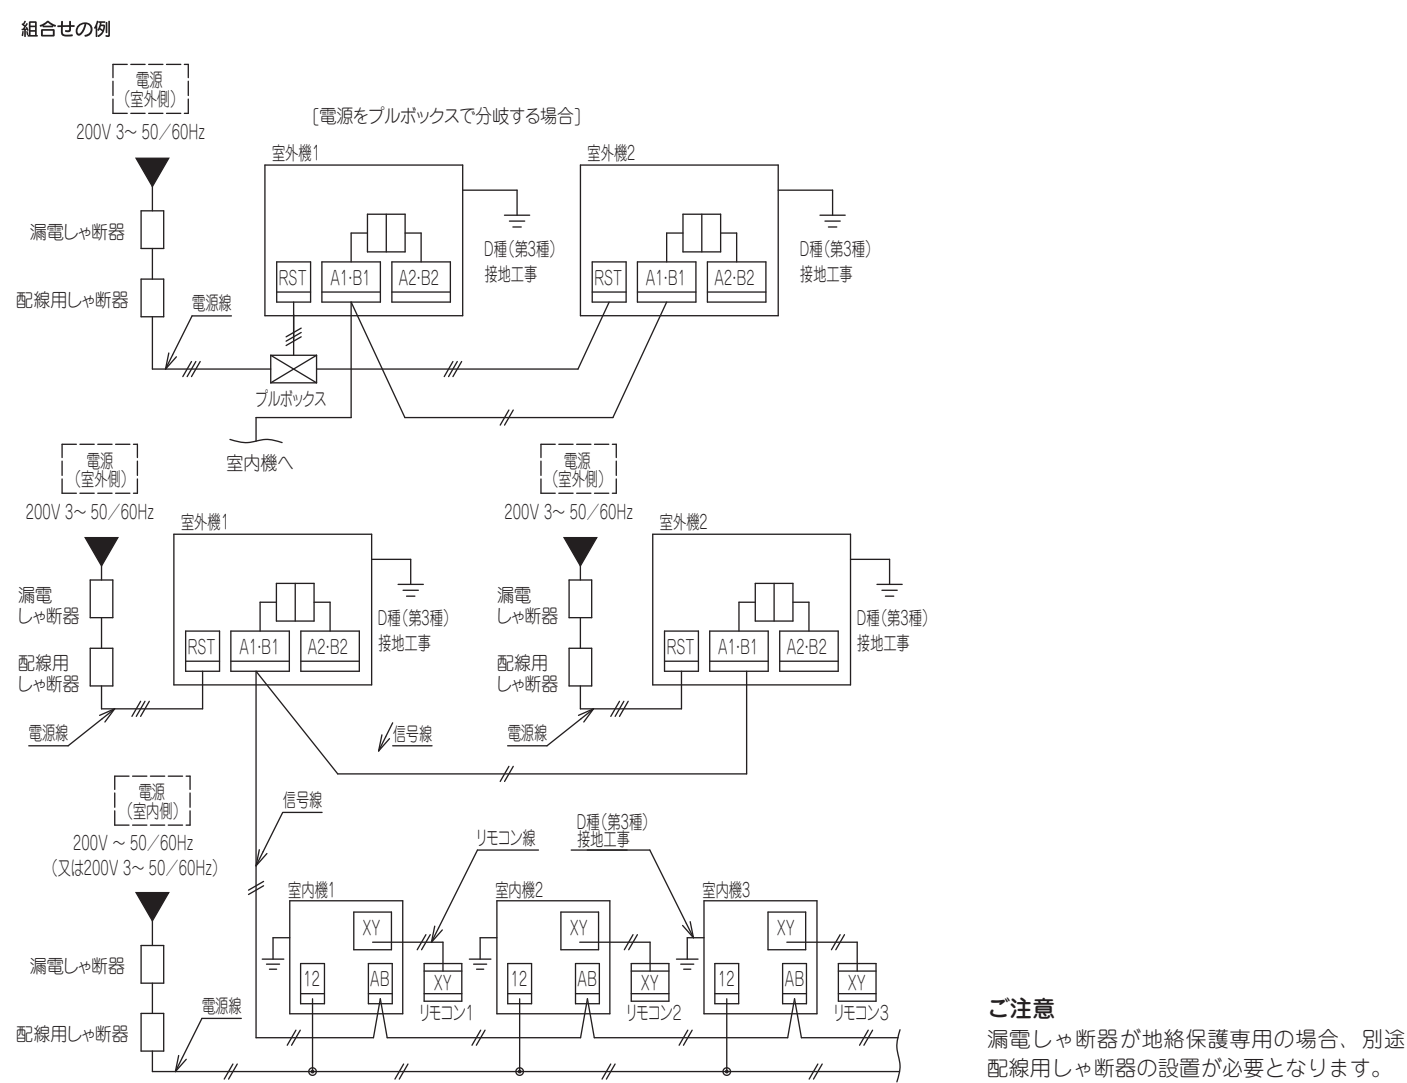 組合せの例
電源
（室外側）
200V 3～ 50／60Hz
［電源をプルボックスで分岐する場合］
室外機1
室外機2
漏電しゃ断器
D種（第3種）
接地工事
D種（第3種）
接地工事
RST
A1·B1
A2·B2
RST
A1·B1
A2·B2
配線用しゃ断器
電源線
プルボックス
室内機へ
電源
（室外側）
200V 3～ 50／60Hz
電源
（室外側）
200V 3～ 50／60Hz
室外機1
室外機2
漏電
しゃ断器
D種（第3種）
接地工事
漏電
しゃ断器
D種（第3種）
接地工事
RST
A1·B1
A2·B2
RST
A1·B1
A2·B2
配線用
しゃ断器
配線用
しゃ断器
電源線
信号線
電源線
電源
（室内側）
200V ～ 50／60Hz
（又は200V 3～ 50／60Hz）
信号線
リモコン線
D種（第3種）
接地工事
室内機1
室内機2
室内機3
XY
XY
XY
漏電しゃ断器
12
AB
XY
12
AB
XY
12
AB
XY
リモコン1
リモコン2
リモコン3
電源線
配線用しゃ断器
ご注意
漏電しゃ断器が地絡保護専用の場合、別途
配線用しゃ断器の設置が必要となります。